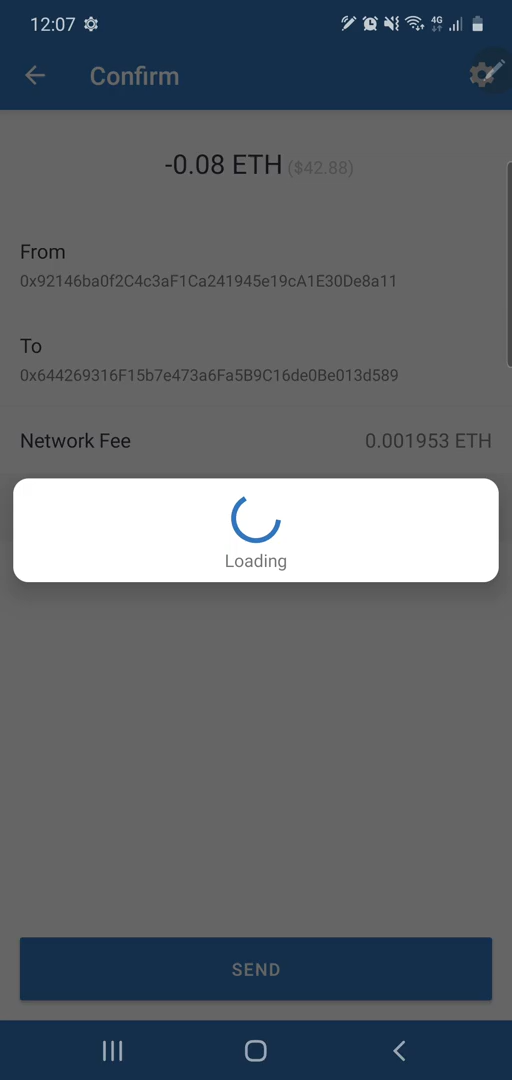 12:07
4G
Confirm
-0.08 ETH ($42.88)
From
0x92146ba0f2C4c3aF1Ca241945e19cA1E30De8a11
To
0x644269316F15b7e473a6Fa5B9C16de0Be013d589
Network Fee 0.001953 ETH
Loading
SEND